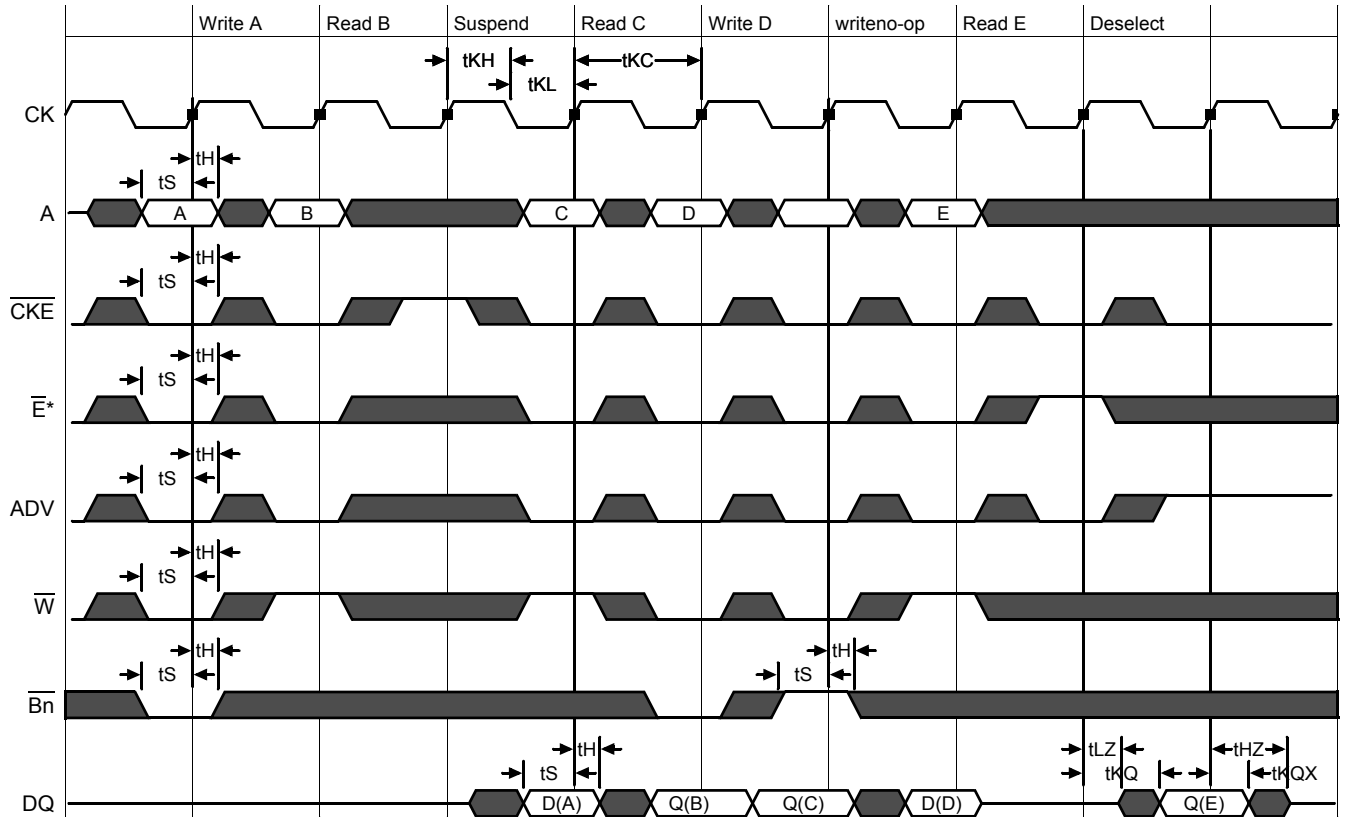 Write A Read B Suspend Read C Write D writeno-op Read E Deselect
tKH tKC
tKL
CK
tH
tS
A A B C D E
tH
tS
CKE
tH
tS
E*
tH
tS
ADV
tH
tS
W
tH tH
tS tS
Bn
tH tLZ tHZ
tS tKQ tKQX
DQ D(A) Q(B) Q(C) D(D) Q(E)